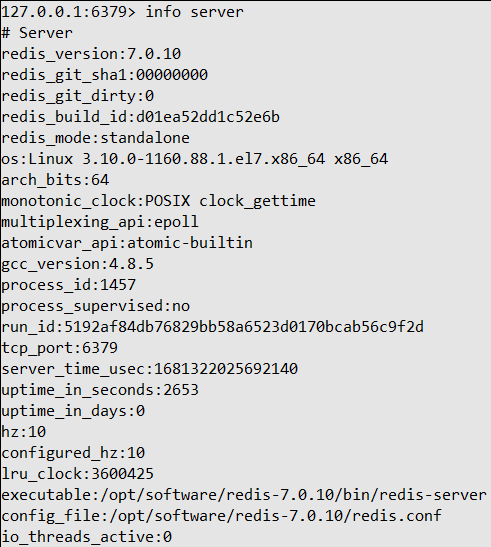 127.0.0.1:6379> info server
# Server
redis_version:7.0.10
redis_git_sha1:00000000
redis_git_dirty:0
redis_build_id:d01ea52dd1c52e6b
redis_mode:standalone
os:Linux 3.10.0-1160.88.1.el7.x86_64 x86_64
arch_bits:64
monotonic_clock:POSIX clock_gettime
multiplexing_api:epoll
atomicvar_api:atomic-builtin
gcc_version:4.8.5
process_id:1457
process_supervised:no
run_id:5192af84db76829bb58a6523d0170bcab56c9f2d
tcp_port:6379
server_time_usec:1681322025692140
uptime_in_seconds:2653
uptime_in_days:0
hz:10
configured_hz:10
lru_clock:3600425
executable:/opt/software/redis-7.0.10/bin/redis-server
config_file:/opt/software/redis-7.0.10/redis.conf
io_threads_active:0